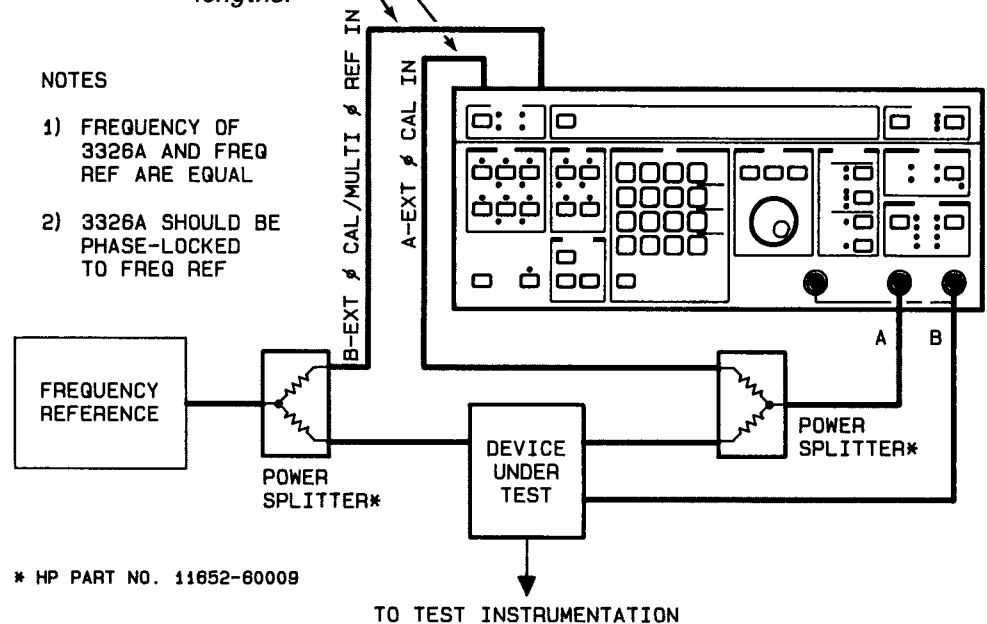 lengths.
NOTES
1) FREQUENCY OF
3326A AND FREQ
REF ARE EQUAL
2) 3326A SHOULD BE
PHASE-LOCKED
TO FREQ REF
B-EXT ø CAL/MULTI ø REF IN
A-EXT ø CAL IN
A
B
FREQUENCY
REFERENCE
POWER
SPLITTER*
DEVICE
UNDER
TEST
POWER
SPLITTER*
* HP PART NO. 11652-60009
TO TEST INSTRUMENTATION